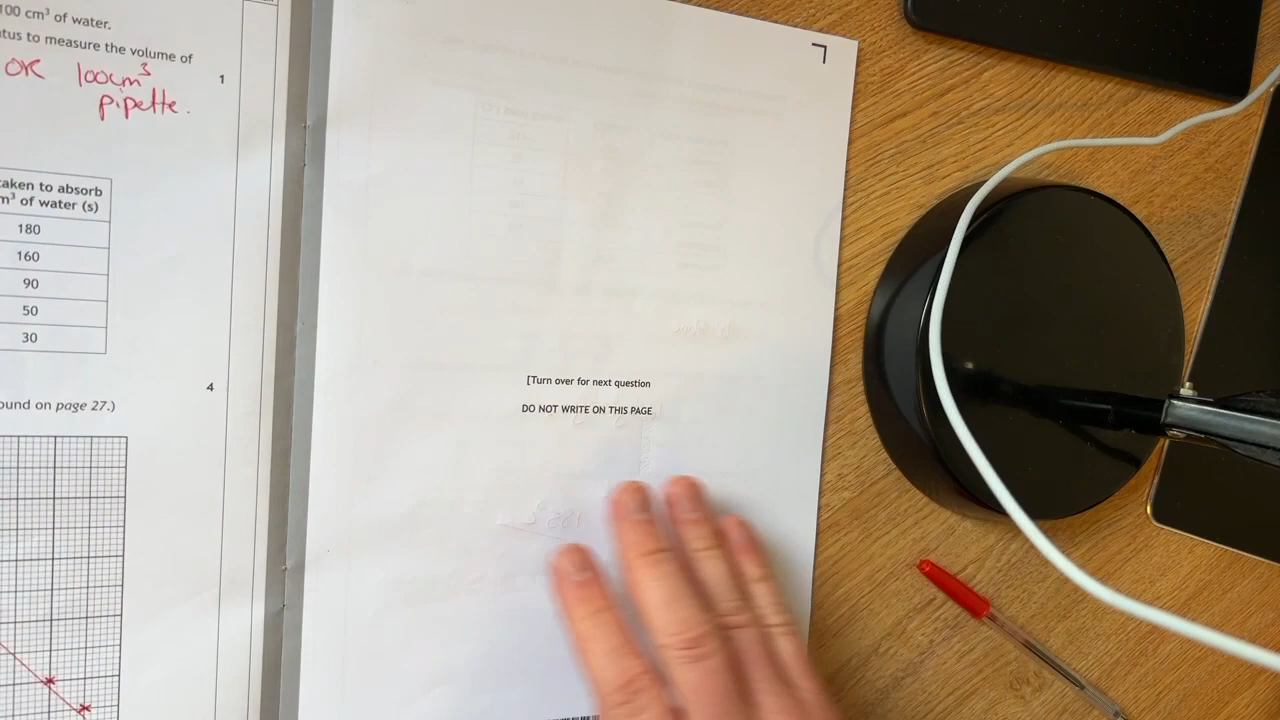 100 cm³ of water.
tus to measure the volume of
1
OR 100cm³
pipette.
aken to absorb
m³ of water (s)
180
160
90
50
30
4
ound on page 27.)
[Turn over for next question
DO NOT WRITE ON THIS PAGE